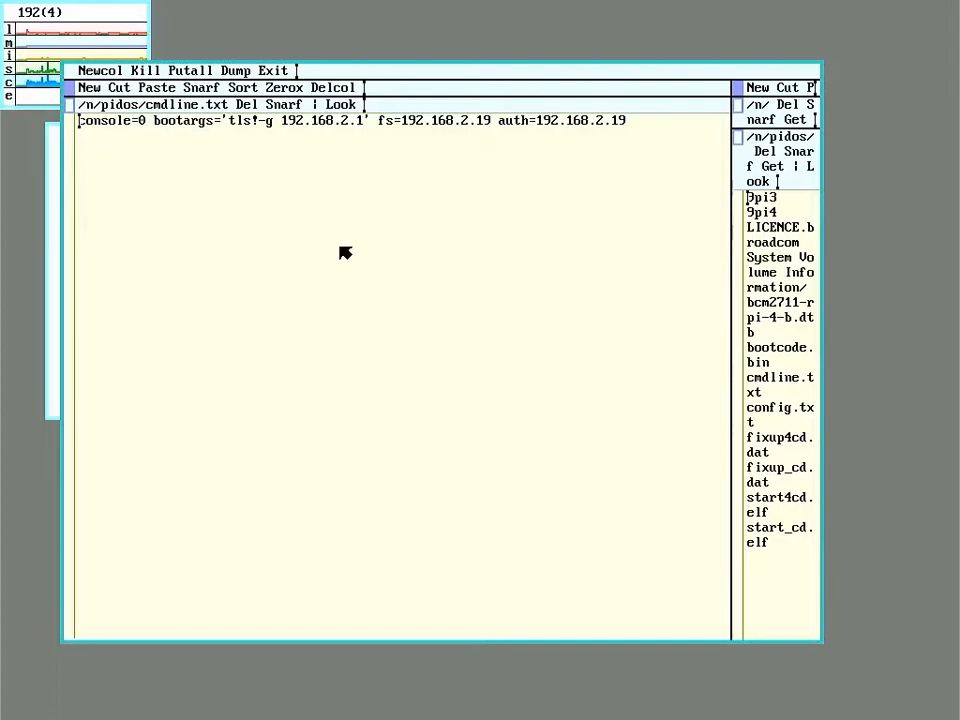 192(4)
l
m
i
s
c
e
Newcol Kill Putall Dump Exit
New Cut Paste Snarf Sort Zerox Delcol
/n/pidos/cmdline.txt Del Snarf | Look
console=0 bootargs='tls!-g 192.168.2.1' fs=192.168.2.19 auth=192.168.2.19
New Cut P
/n/ Del S
narf Get
/n/pidos/
Del Snar
f Get | L
ook
9pi3
9pi4
LICENCE.b
roadcom
System Vo
lume Info
rmation/
bcm2711-r
pi-4-b.dt
b
bootcode.
bin
cmdline.t
xt
config.tx
t
fixup4cd.
dat
fixup_cd.
dat
start4cd.
elf
start_cd.
elf